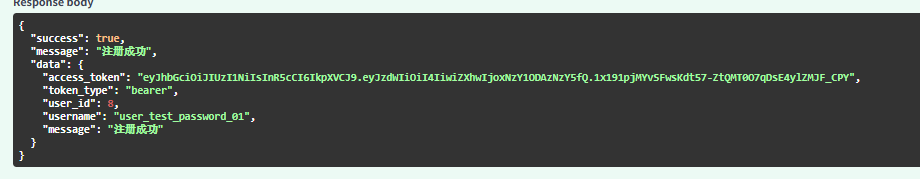 Response body
{
"success": true,
"message": "注册成功",
"data": {
"access_token": "eyJhbGciOiJIUzI1NiIsInR5cCI6IkpXVCJ9.eyJzdWIiOiI4IiwiZXhwIjoxNzY1ODAzNzY5fQ.1x191pjMYv5FwsKdt57-ZtQMT0O7qDsE4ylZMJF_CPY",
"token_type": "bearer",
"user_id": 8,
"username": "user_test_password_01",
"message": "注册成功"
}
}